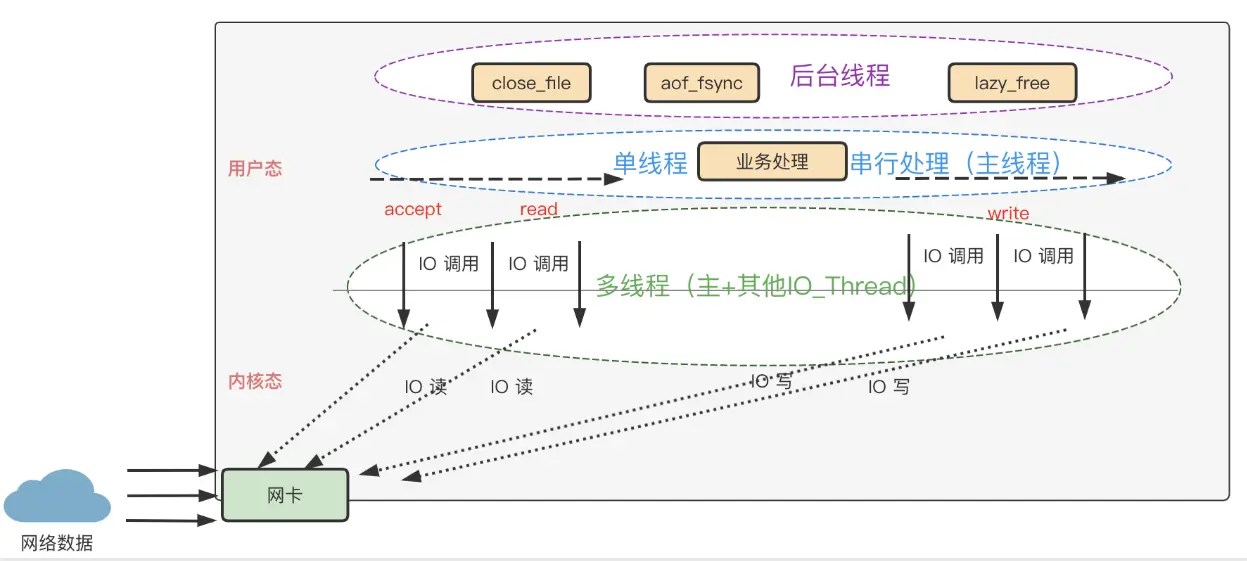 close_file
aof_fsync
后台线程
lazy_free
用户态
单线程
业务处理
串行处理（主线程）
accept
read
write
IO 调用
IO 调用
多线程（主+其他IO_Thread）
IO 调用
IO 调用
内核态
IO 读
IO 读
IO 写
IO 写
网卡
网络数据